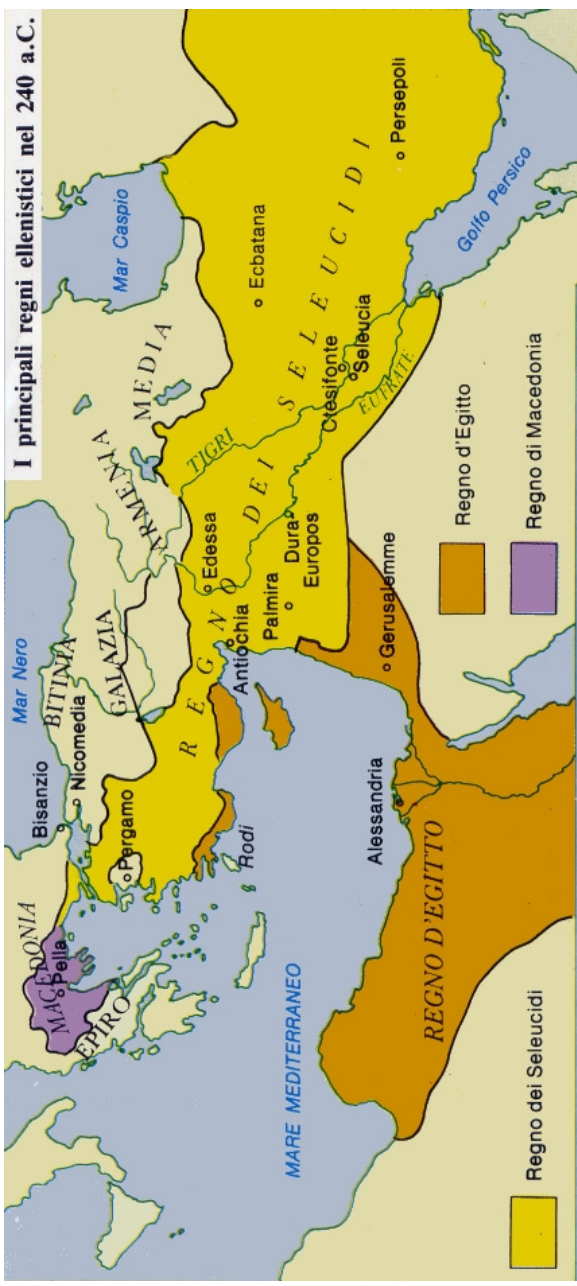 I principali regni ellenistici nel 240 a.C.
Mar Nero
Mar Caspio
Bisanzio
BITINIA
Nicomedia
GALAZIA
ARMENIA
MEDIA
MACEDONIA
Pella
EPIRO
Pergamo
Rodi
REGNO DEI SELEUCIDI
Edessa
Antiochia
Palmira
Dura
Europos
TIGRI
EUFRATE
Ctesifonte
Seleucia
Ecbatana
Persepoli
Golfo Persico
MARE MEDITERRANEO
Alessandria
Gerusalemme
REGNO D'EGITTO
Regno dei Seleucidi
Regno d'Egitto
Regno di Macedonia